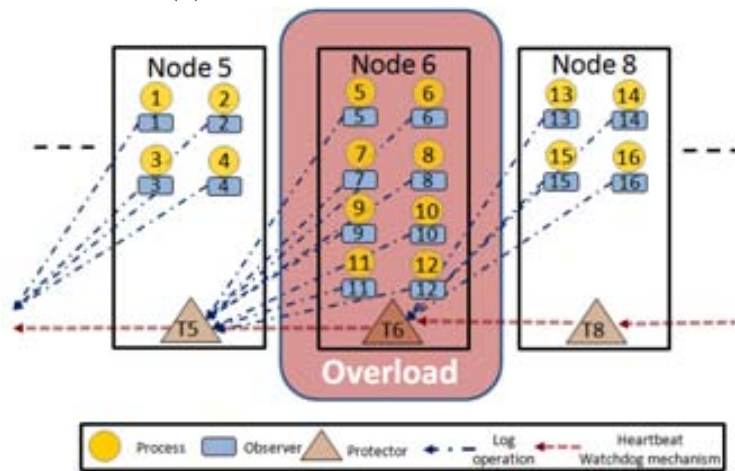 Node 5 Node 6 Node 8
1 2 5 6 13 14
1 2 5 6 13 14
3 4 7 8 15 16
3 4 7 8 15 16
9 10
9 10
11 12
11 12
T5 T6 T8
Overload
Process Observer Protector Log operation Heartbeat Watchdog mechanism